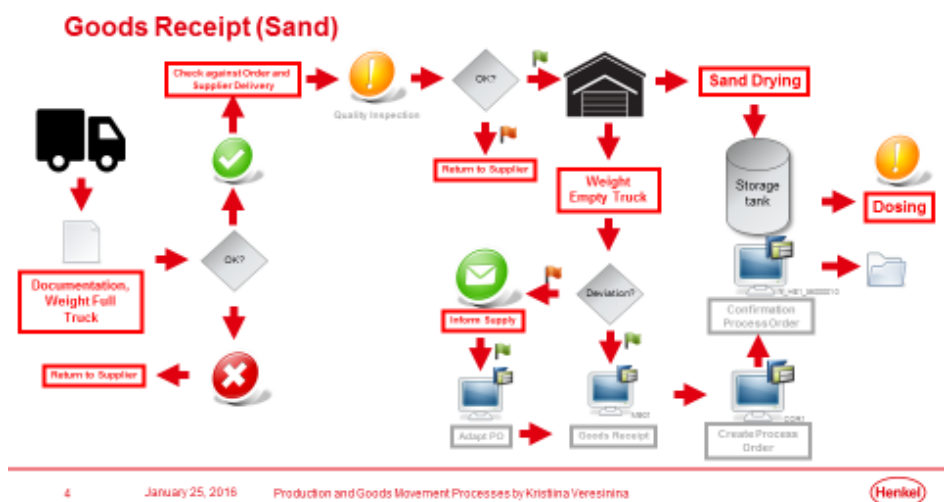 Goods Receipt (Sand)
Check against Order and
Supplier Delivery
Quality Inspection
OK?
Sand Drying
Return to Supplier
Weight
Empty Truck
Storage
tank
Dosing
OK?
Documentation,
Weight Full
Truck
Deviation?
Inform Supply
Confirmation
Process Order
Return to Supplier
Adapt PO
Goods Receipt
COR1
Create Process
Order
4
January 25, 2016
Production and Goods Movement Processes by Kristiina Veresinina
Henkel